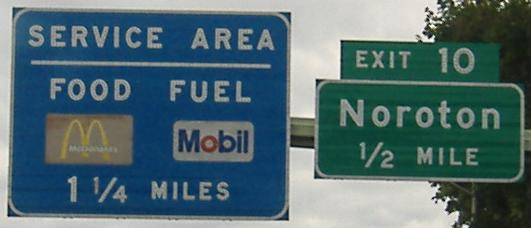 SERVICE AREA
FOOD FUEL
McDonald's Mobil
1 1/4 MILES
EXIT 10
Noroton
1/2 MILE